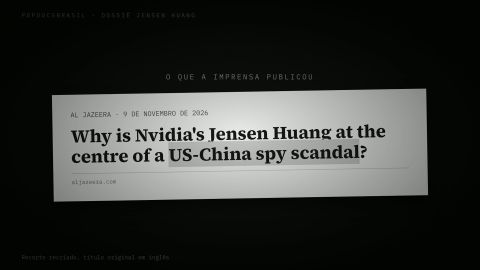 POPDOCSBRASIL · DOSSIÊ JENSEN HUANG
O QUE A IMPRENSA PUBLICOU
AL JAZEERA · 9 DE NOVEMBRO DE 2026
Why is Nvidia's Jensen Huang at the
centre of a US-China spy scandal?
aljazeera.com
Recorte recriado, título original em inglês